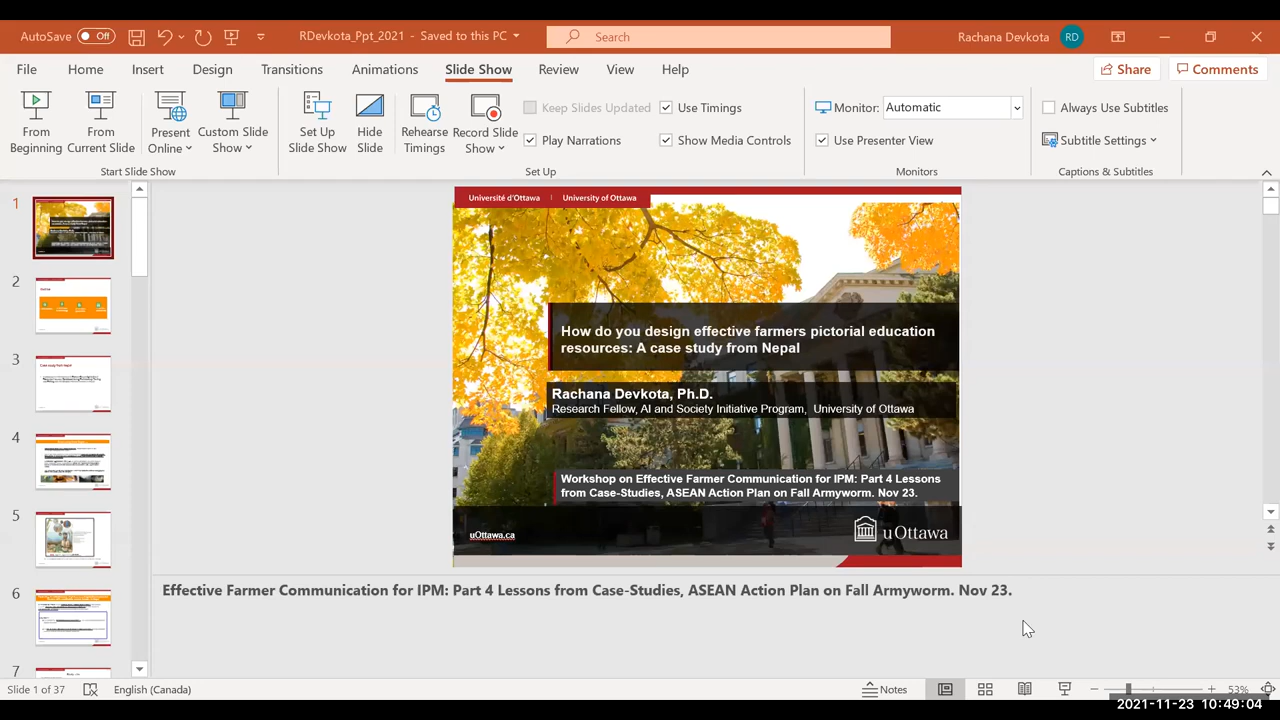 AutoSave Off RDevkota_Ppt_2021 - Saved to this PC Search Rachana Devkota RD
File Home Insert Design Transitions Animations Slide Show Review View Help Share Comments
From Beginning
From Current Slide
Present Online
Custom Slide Show
Set Up Slide Show
Hide Slide
Rehearse Timings
Record Slide Show
Keep Slides Updated
Play Narrations
Use Timings
Show Media Controls
Monitor: Automatic
Use Presenter View
Always Use Subtitles
Subtitle Settings
Start Slide Show Set Up Monitors Captions & Subtitles
1
2
3
4
5
6
7
Université d'Ottawa | University of Ottawa
How do you design effective farmers pictorial education
resources: A case study from Nepal
Rachana Devkota, Ph.D.
Research Fellow, AI and Society Initiative Program, University of Ottawa
Workshop on Effective Farmer Communication for IPM: Part 4 Lessons
from Case-Studies, ASEAN Action Plan on Fall Armyworm. Nov 23.
uOttawa.ca uOttawa
Effective Farmer Communication for IPM: Part 4 Lessons from Case-Studies, ASEAN Action Plan on Fall Armyworm. Nov 23.
Slide 1 of 37 English (Canada) Notes 53%
2021-11-23 10:49:04